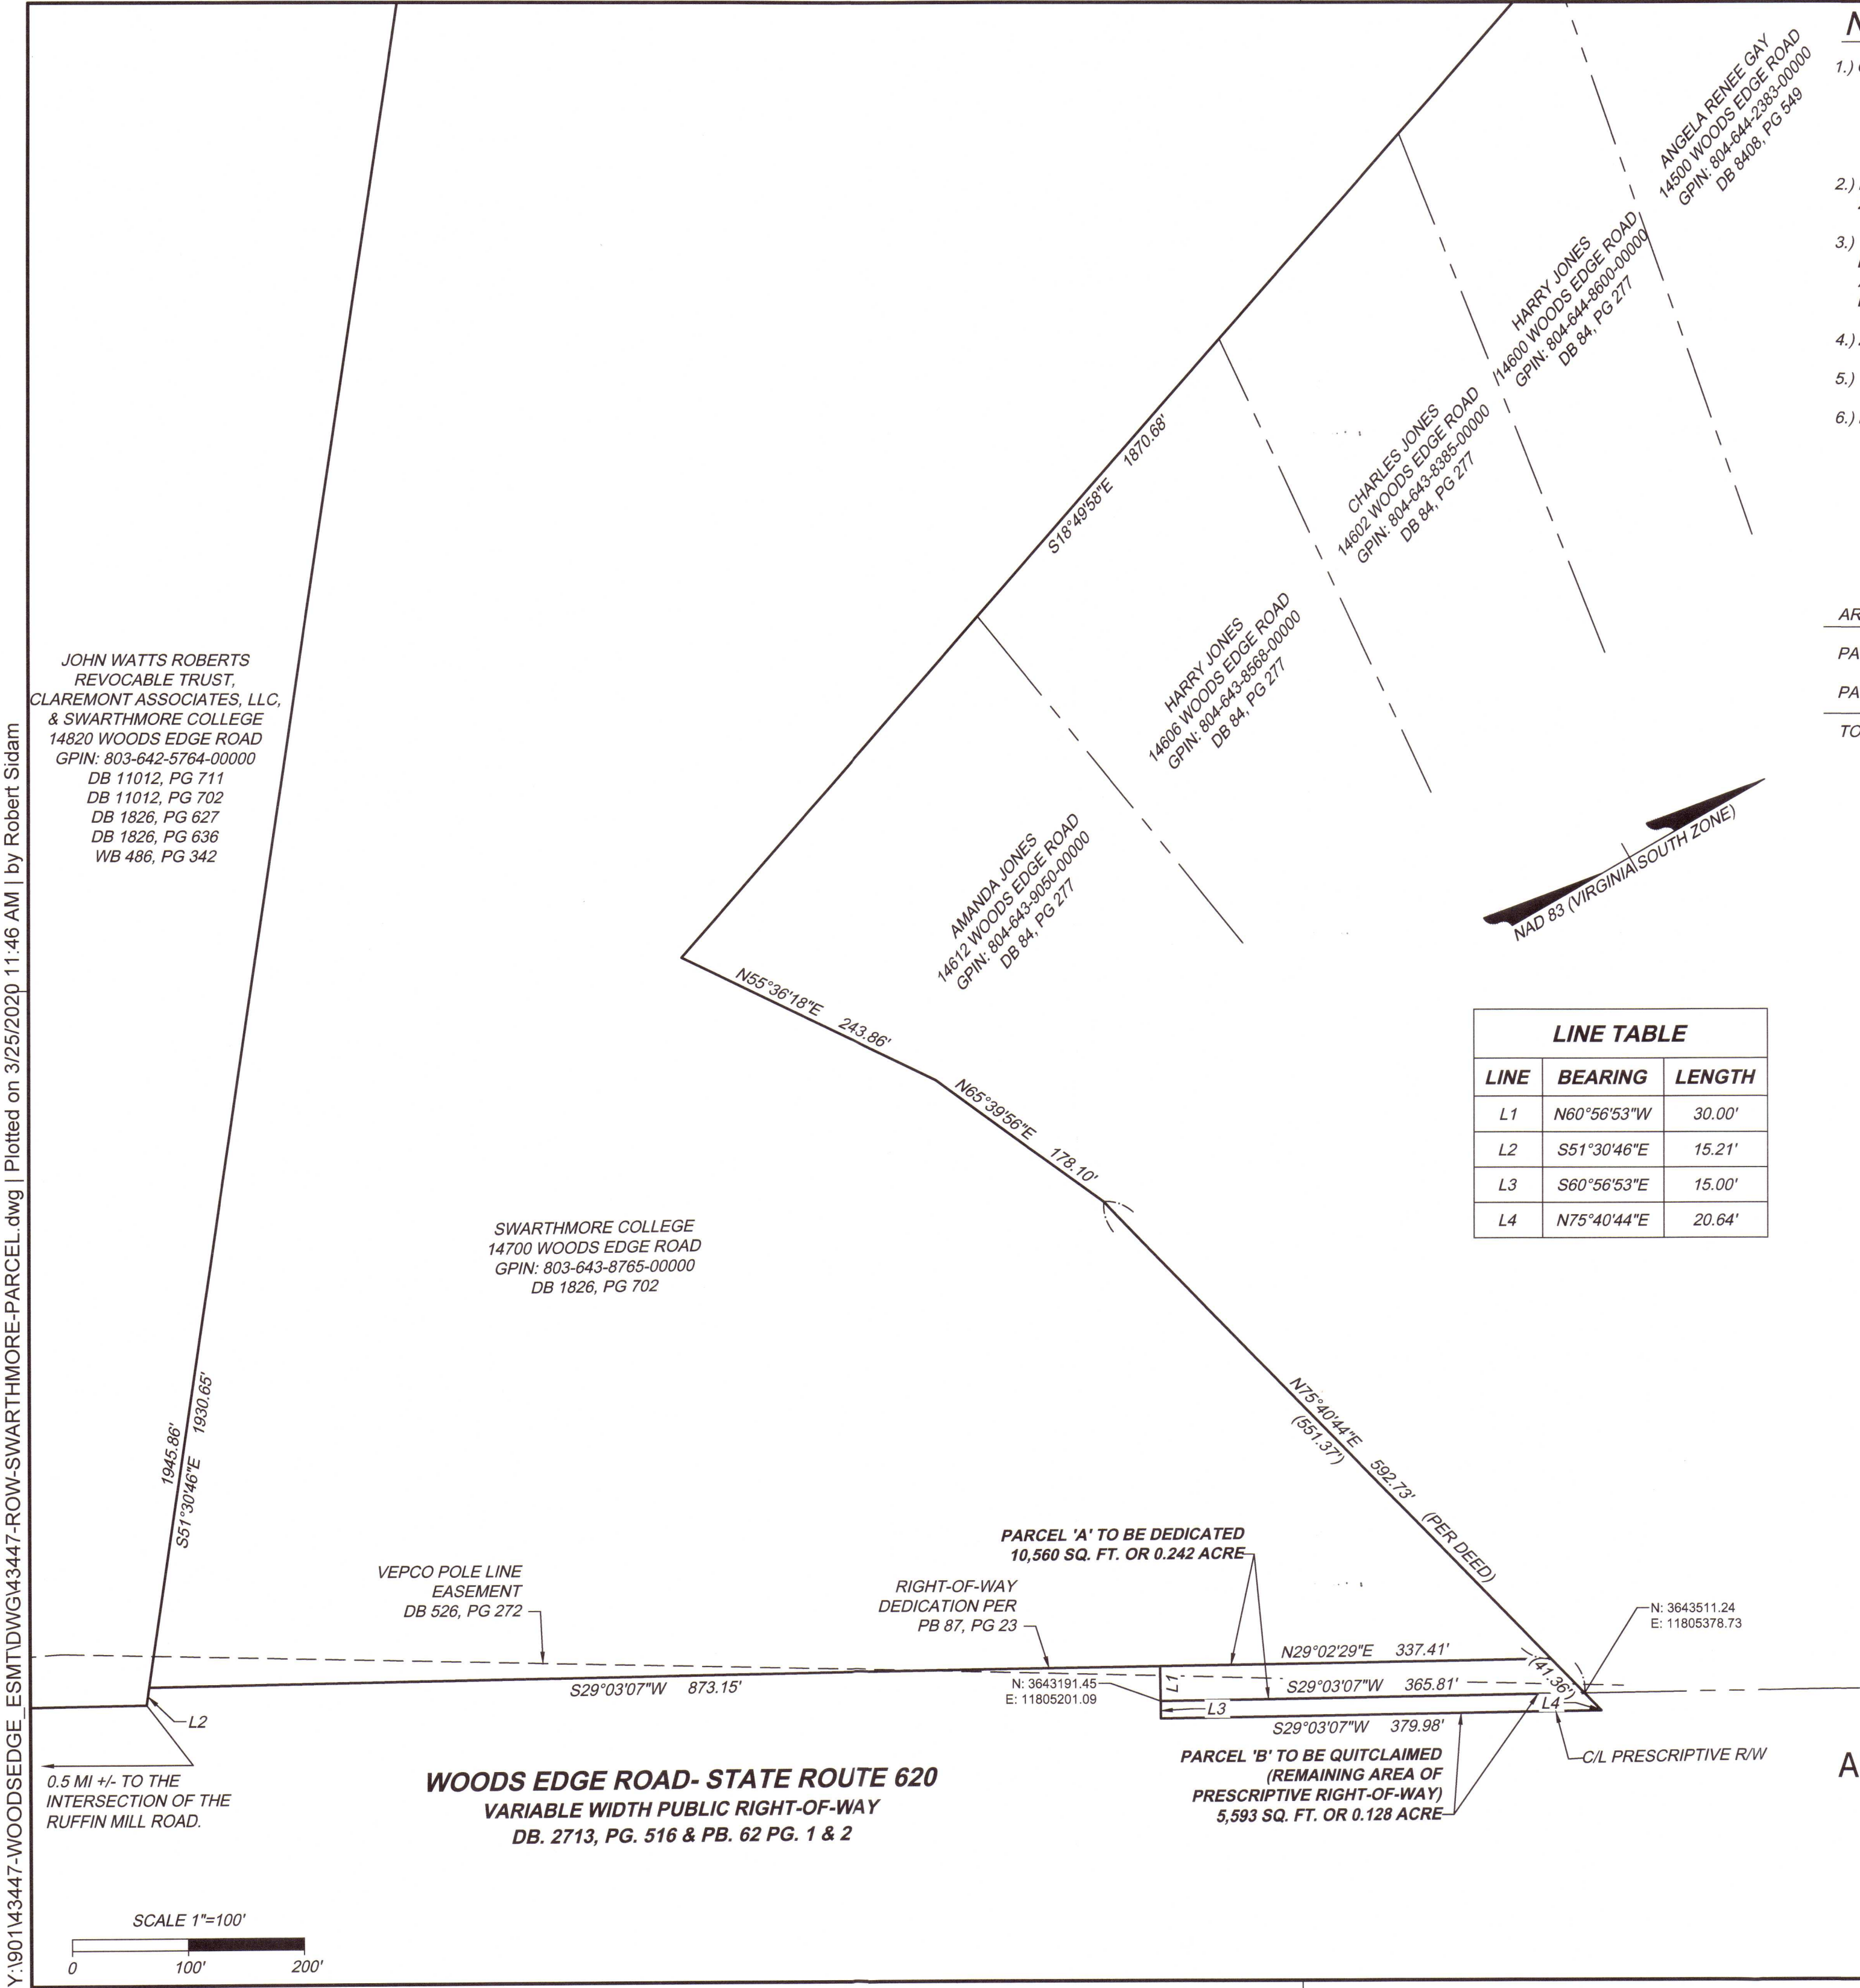 Y:\901\43447-WOODSEDGE_ESMT\DWG\43447-ROW-SWARTHMORE-PARCEL.dwg | Plotted on 3/25/2020 11:46 AM | by Robert Sidam
ANGELA RENEE GAY
14500 WOODS EDGE ROAD
GPIN: 804-644-2383-00000
DB 8408, PG 549
1.)
2.)
3.)
4.)
5.)
6.)
HARRY JONES
14600 WOODS EDGE ROAD
GPIN: 804-644-8600-00000
DB 84, PG 277
CHARLES JONES
14602 WOODS EDGE ROAD
GPIN: 804-643-8385-00000
DB 84, PG 277
S18°49'58"E 1870.68'
HARRY JONES
14606 WOODS EDGE ROAD
GPIN: 804-643-8568-00000
DB 84, PG 277
AR
PA
PA
TO
JOHN WATTS ROBERTS
REVOCABLE TRUST,
CLAREMONT ASSOCIATES, LLC,
& SWARTHMORE COLLEGE
14820 WOODS EDGE ROAD
GPIN: 803-642-5764-00000
DB 11012, PG 711
DB 11012, PG 702
DB 1826, PG 627
DB 1826, PG 636
WB 486, PG 342
AMANDA JONES
14612 WOODS EDGE ROAD
GPIN: 804-643-9050-00000
DB 84, PG 277
NAD 83 (VIRGINIA SOUTH ZONE)
N55°36'18"E 243.86'
N65°39'56"E 178.10'
LINE TABLE
LINE BEARING LENGTH
L1 N60°56'53"W 30.00'
L2 S51°30'46"E 15.21'
L3 S60°56'53"E 15.00'
L4 N75°40'44"E 20.64'
SWARTHMORE COLLEGE
14700 WOODS EDGE ROAD
GPIN: 803-643-8765-00000
DB 1826, PG 702
1945.86'
S51°30'46"E 1930.65'
N75°40'44"E 592.73' (PER DEED)
(551.37')
PARCEL 'A' TO BE DEDICATED
10,560 SQ. FT. OR 0.242 ACRE
VEPCO POLE LINE
EASEMENT
DB 526, PG 272
RIGHT-OF-WAY
DEDICATION PER
PB 87, PG 23
N: 3643511.24
E: 11805378.73
N29°02'29"E 337.41'
(41.36')
L1
S29°03'07"W 873.15'
N: 3643191.45
E: 11805201.09
S29°03'07"W 365.81'
L3
L4
L2
S29°03'07"W 379.98'
C/L PRESCRIPTIVE R/W
PARCEL 'B' TO BE QUITCLAIMED
(REMAINING AREA OF
PRESCRIPTIVE RIGHT-OF-WAY)
5,593 SQ. FT. OR 0.128 ACRE
A
0.5 MI +/- TO THE
INTERSECTION OF THE
RUFFIN MILL ROAD.
WOODS EDGE ROAD- STATE ROUTE 620
VARIABLE WIDTH PUBLIC RIGHT-OF-WAY
DB. 2713, PG. 516 & PB. 62 PG. 1 & 2
SCALE 1"=100'
0 100' 200'